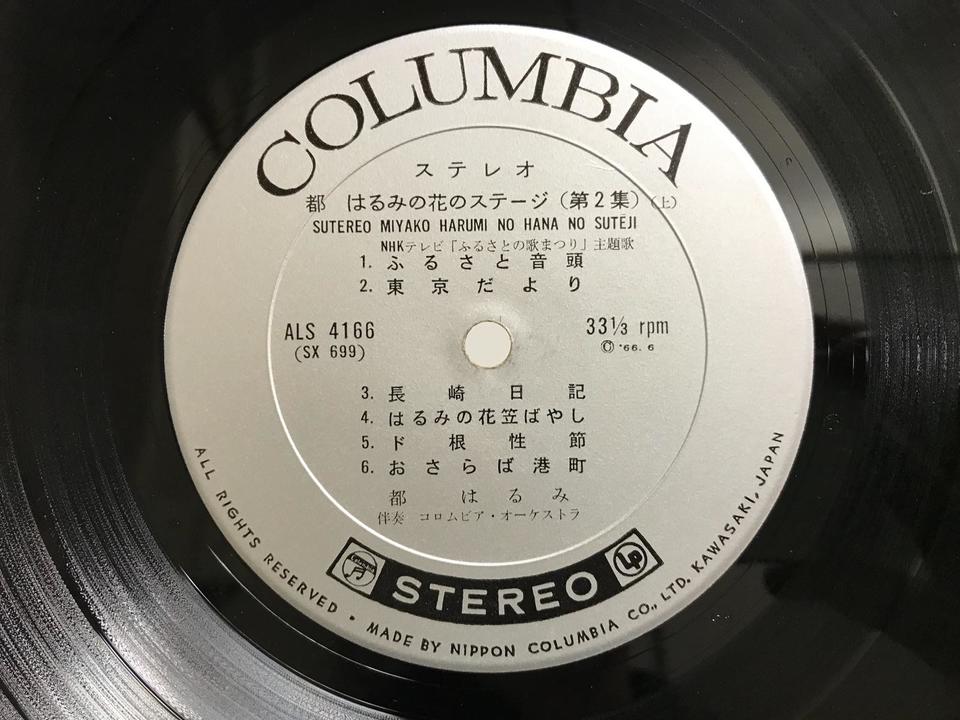 COLUMBIA
ステレオ
都 はるみの花のステージ(第2集)(上)
SUTEREO MIYAKO HARUMI NO HANA NO SUTĒJI
NHKテレビ「ふるさとの歌まつり」主題歌
1. ふるさと音頭
2. 東京だより
ALS 4166
(SX 699)
33⅓ rpm
Ⓒ '66. 6
3. 長崎日記
4. はるみの花笠ばやし
5. ド根性節
6. おさらば港町
都 はるみ
伴奏 コロムビア・オーケストラ
Columbia
STEREO
LP
ALL RIGHTS RESERVED • MADE BY NIPPON COLUMBIA CO., LTD. KAWASAKI, JAPAN